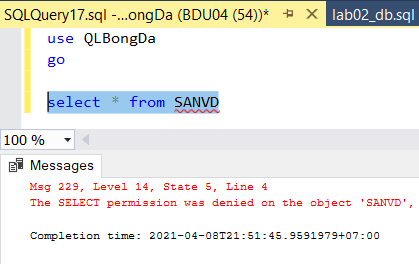 SQLQuery17.sql -...ongDa (BDU04 (54))* lab02_db.sql
use QLBongDa
go
select * from SANVD
100 %
Messages
Msg 229, Level 14, State 5, Line 4
The SELECT permission was denied on the object 'SANVD',
Completion time: 2021-04-08T21:51:45.9591979+07:00